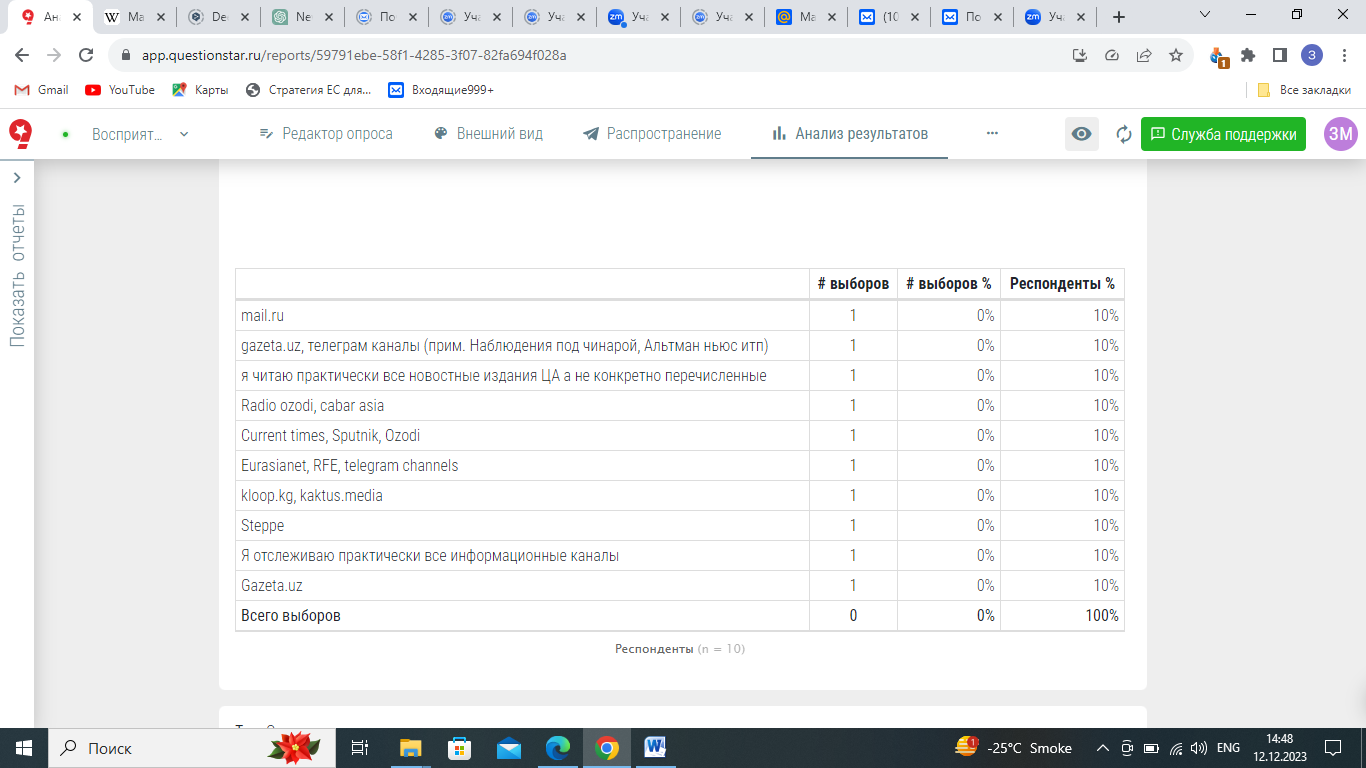 Ан Ма De Ne По Уча Уча Уча Уча Ма (10 По Уча
app.questionstar.ru/reports/59791ebe-58f1-4285-3f07-82fa694f028a 1 З
Gmail YouTube Карты Стратегия ЕС для... Входящие999+ Все закладки
Восприят... Редактор опроса Внешний вид Распространение Анализ результатов ... Служба поддержки ЗМ
Показать отчеты
# выборов # выборов % Респонденты %
mail.ru 1 0% 10%
gazeta.uz, телеграм каналы (прим. Наблюдения под чинарой, Альтман ньюс итп) 1 0% 10%
я читаю практически все новостные издания ЦА а не конкретно перечисленные 1 0% 10%
Radio ozodi, cabar asia 1 0% 10%
Current times, Sputnik, Ozodi 1 0% 10%
Eurasianet, RFE, telegram channels 1 0% 10%
kloop.kg, kaktus.media 1 0% 10%
Steppe 1 0% 10%
Я отслеживаю практически все информационные каналы 1 0% 10%
Gazeta.uz 1 0% 10%
Всего выборов 0 0% 100%
Респонденты (n = 10)
Поиск -25°C Smoke ENG 14:48
12.12.2023